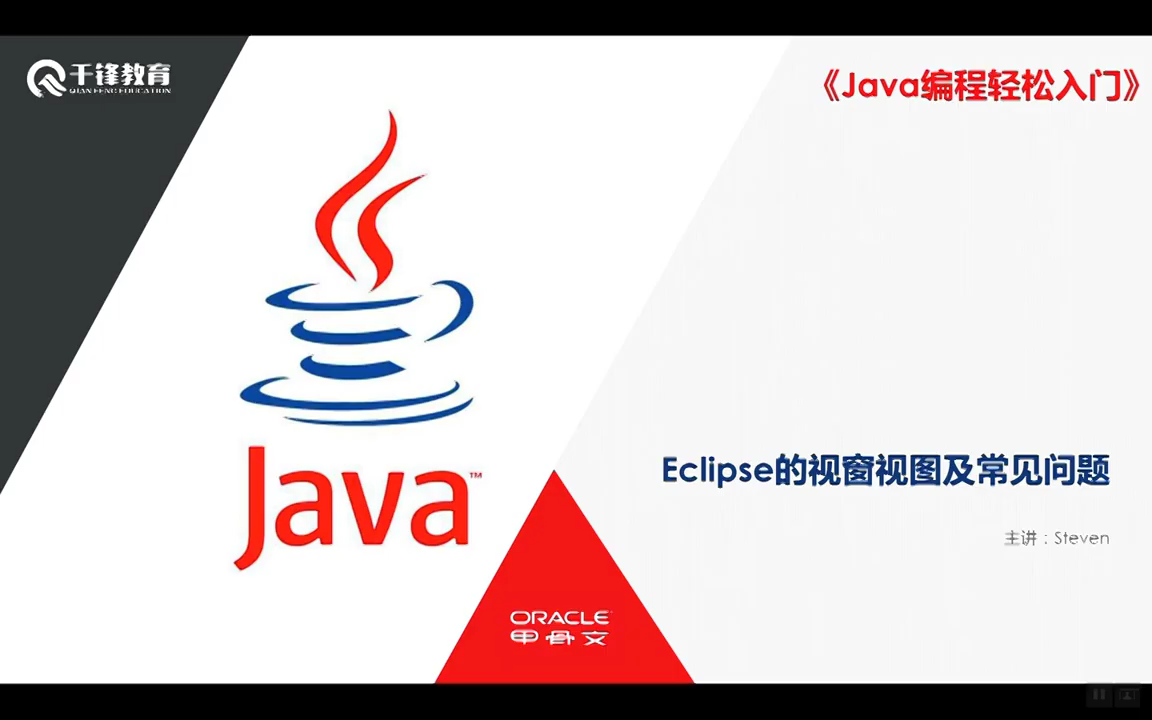 千锋教育
QIAN FENG EDUCATION
《Java编程轻松入门》
Java™
Eclipse的视窗视图及常见问题
主讲：Steven
ORACLE
甲骨文